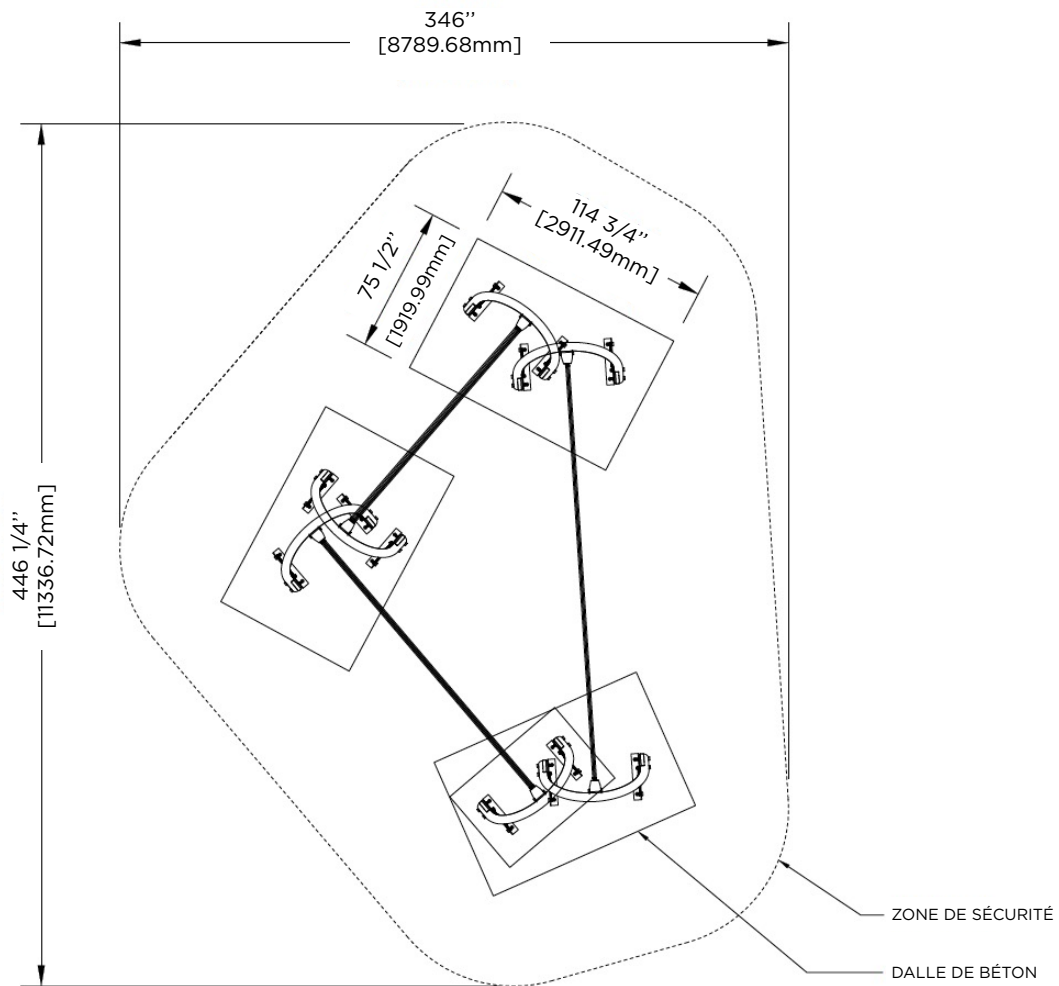 346’’
[8789.68mm]
114 3/4’’
[2911.49mm]
75 1/2’’
[1919.99mm]
446 1/4’’
[11336.72mm]
ZONE DE SÉCURITÉ
DALLE DE BÉTON